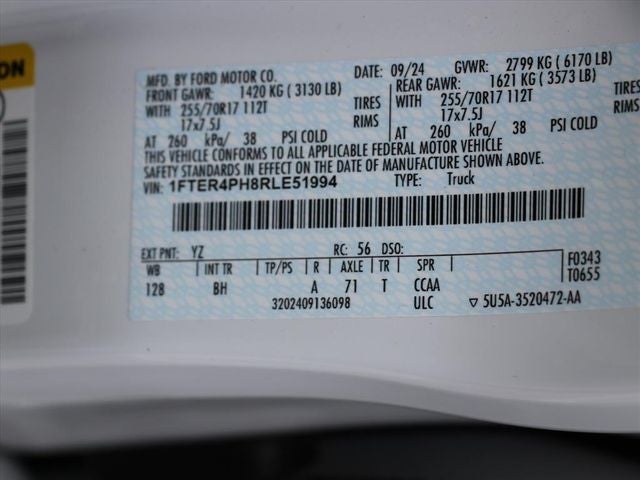 ON
MFD. BY FORD MOTOR CO.
DATE: 09/24 GVWR: 2799 KG ( 6170 LB)
FRONT GAWR: 1420 KG ( 3130 LB)
REAR GAWR: 1621 KG ( 3573 LB)
WITH 255/70R17 112T TIRES
WITH 255/70R17 112T TIRES
17x7.5J RIMS
17x7.5J RIMS
AT 260 kPa/ 38 PSI COLD
AT 260 kPa/ 38 PSI COLD
THIS VEHICLE CONFORMS TO ALL APPLICABLE FEDERAL MOTOR VEHICLE
SAFETY STANDARDS IN EFFECT ON THE DATE OF MANUFACTURE SHOWN ABOVE.
VIN: 1FTER4PH8RLE51994 TYPE: Truck
EXT PNT: YZ RC: 56 DSO:
WB INT TR TP/PS R AXLE TR SPR F0343
128 BH A 71 T CCAA T0655
3202409136098 ULC ▽ 5U5A-3520472-AA